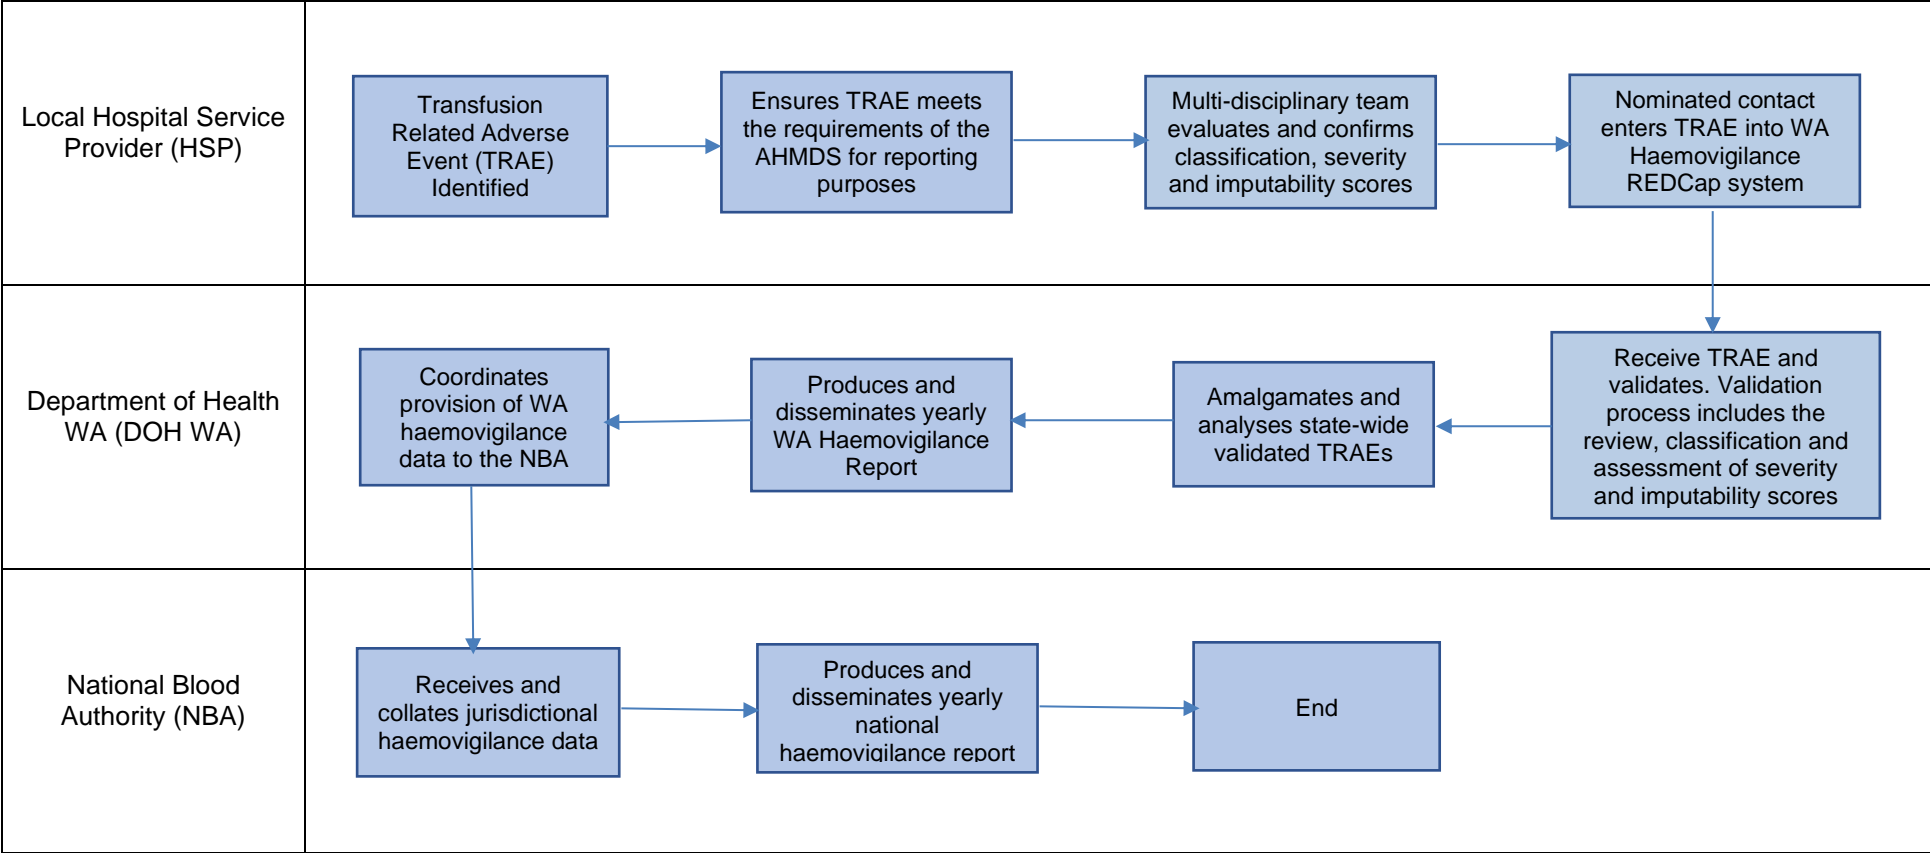 Local Hospital Service
Provider (HSP)
Transfusion
Related Adverse
Event (TRAE)
Identified
Ensures TRAE meets
the requirements of the
AHMDS for reporting
purposes
Multi-disciplinary team
evaluates and confirms
classification, severity
and imputability scores
Nominated contact
enters TRAE into WA
Haemovigilance
REDCap system
Department of Health
WA (DOH WA)
Coordinates
provision of WA
haemovigilance
data to the NBA
Produces and
disseminates yearly
WA Haemovigilance
Report
Amalgamates and
analyses state-wide
validated TRAEs
Receive TRAE and
validates. Validation
process includes the
review, classification and
assessment of severity
and imputability scores
National Blood
Authority (NBA)
Receives and
collates jurisdictional
haemovigilance data
Produces and
disseminates yearly
national
haemovigilance report
End